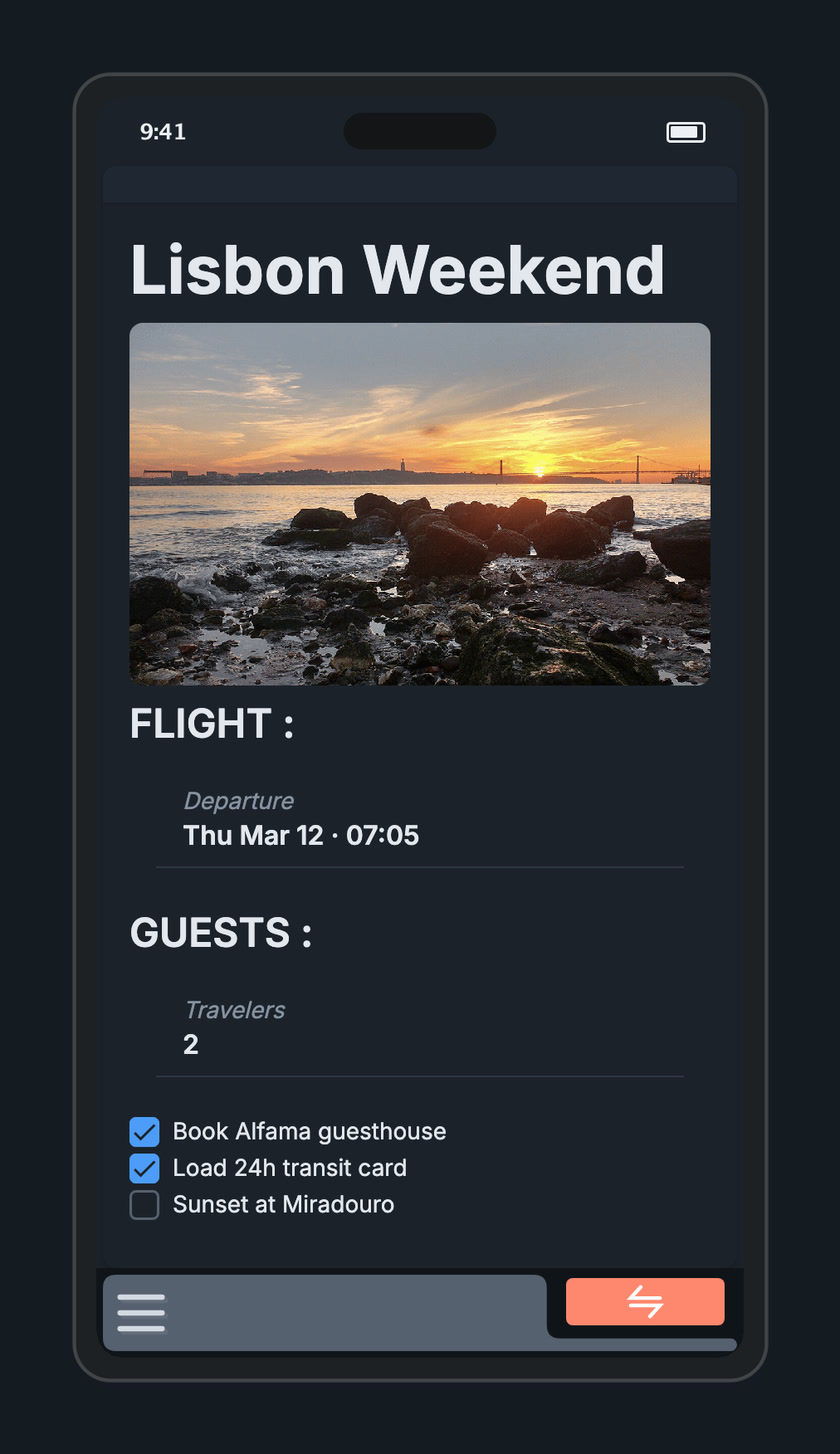 9:41
Lisbon Weekend
FLIGHT :
Departure
Thu Mar 12 · 07:05
GUESTS :
Travelers
2
Book Alfama guesthouse
Load 24h transit card
Sunset at Miradouro